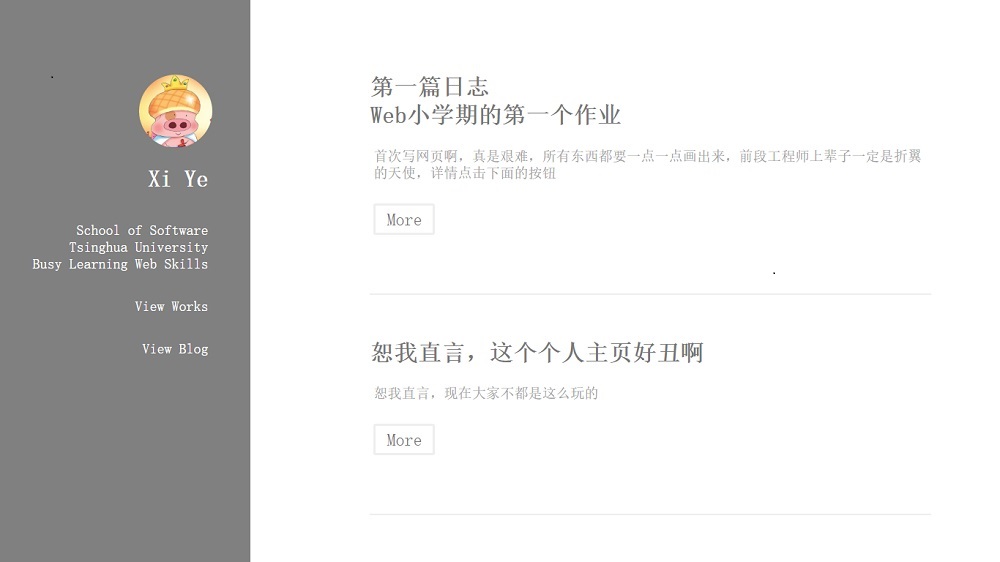 Xi Ye
School of Software
Tsinghua University
Busy Learning Web Skills
View Works
View Blog
第一篇日志
Web小学期的第一个作业
首次写网页啊，真是艰难，所有东西都要一点一点画出来，前段工程师上辈子一定是折翼
的天使，详情点击下面的按钮
More
恕我直言，这个个人主页好丑啊
恕我直言，现在大家不都是这么玩的
More